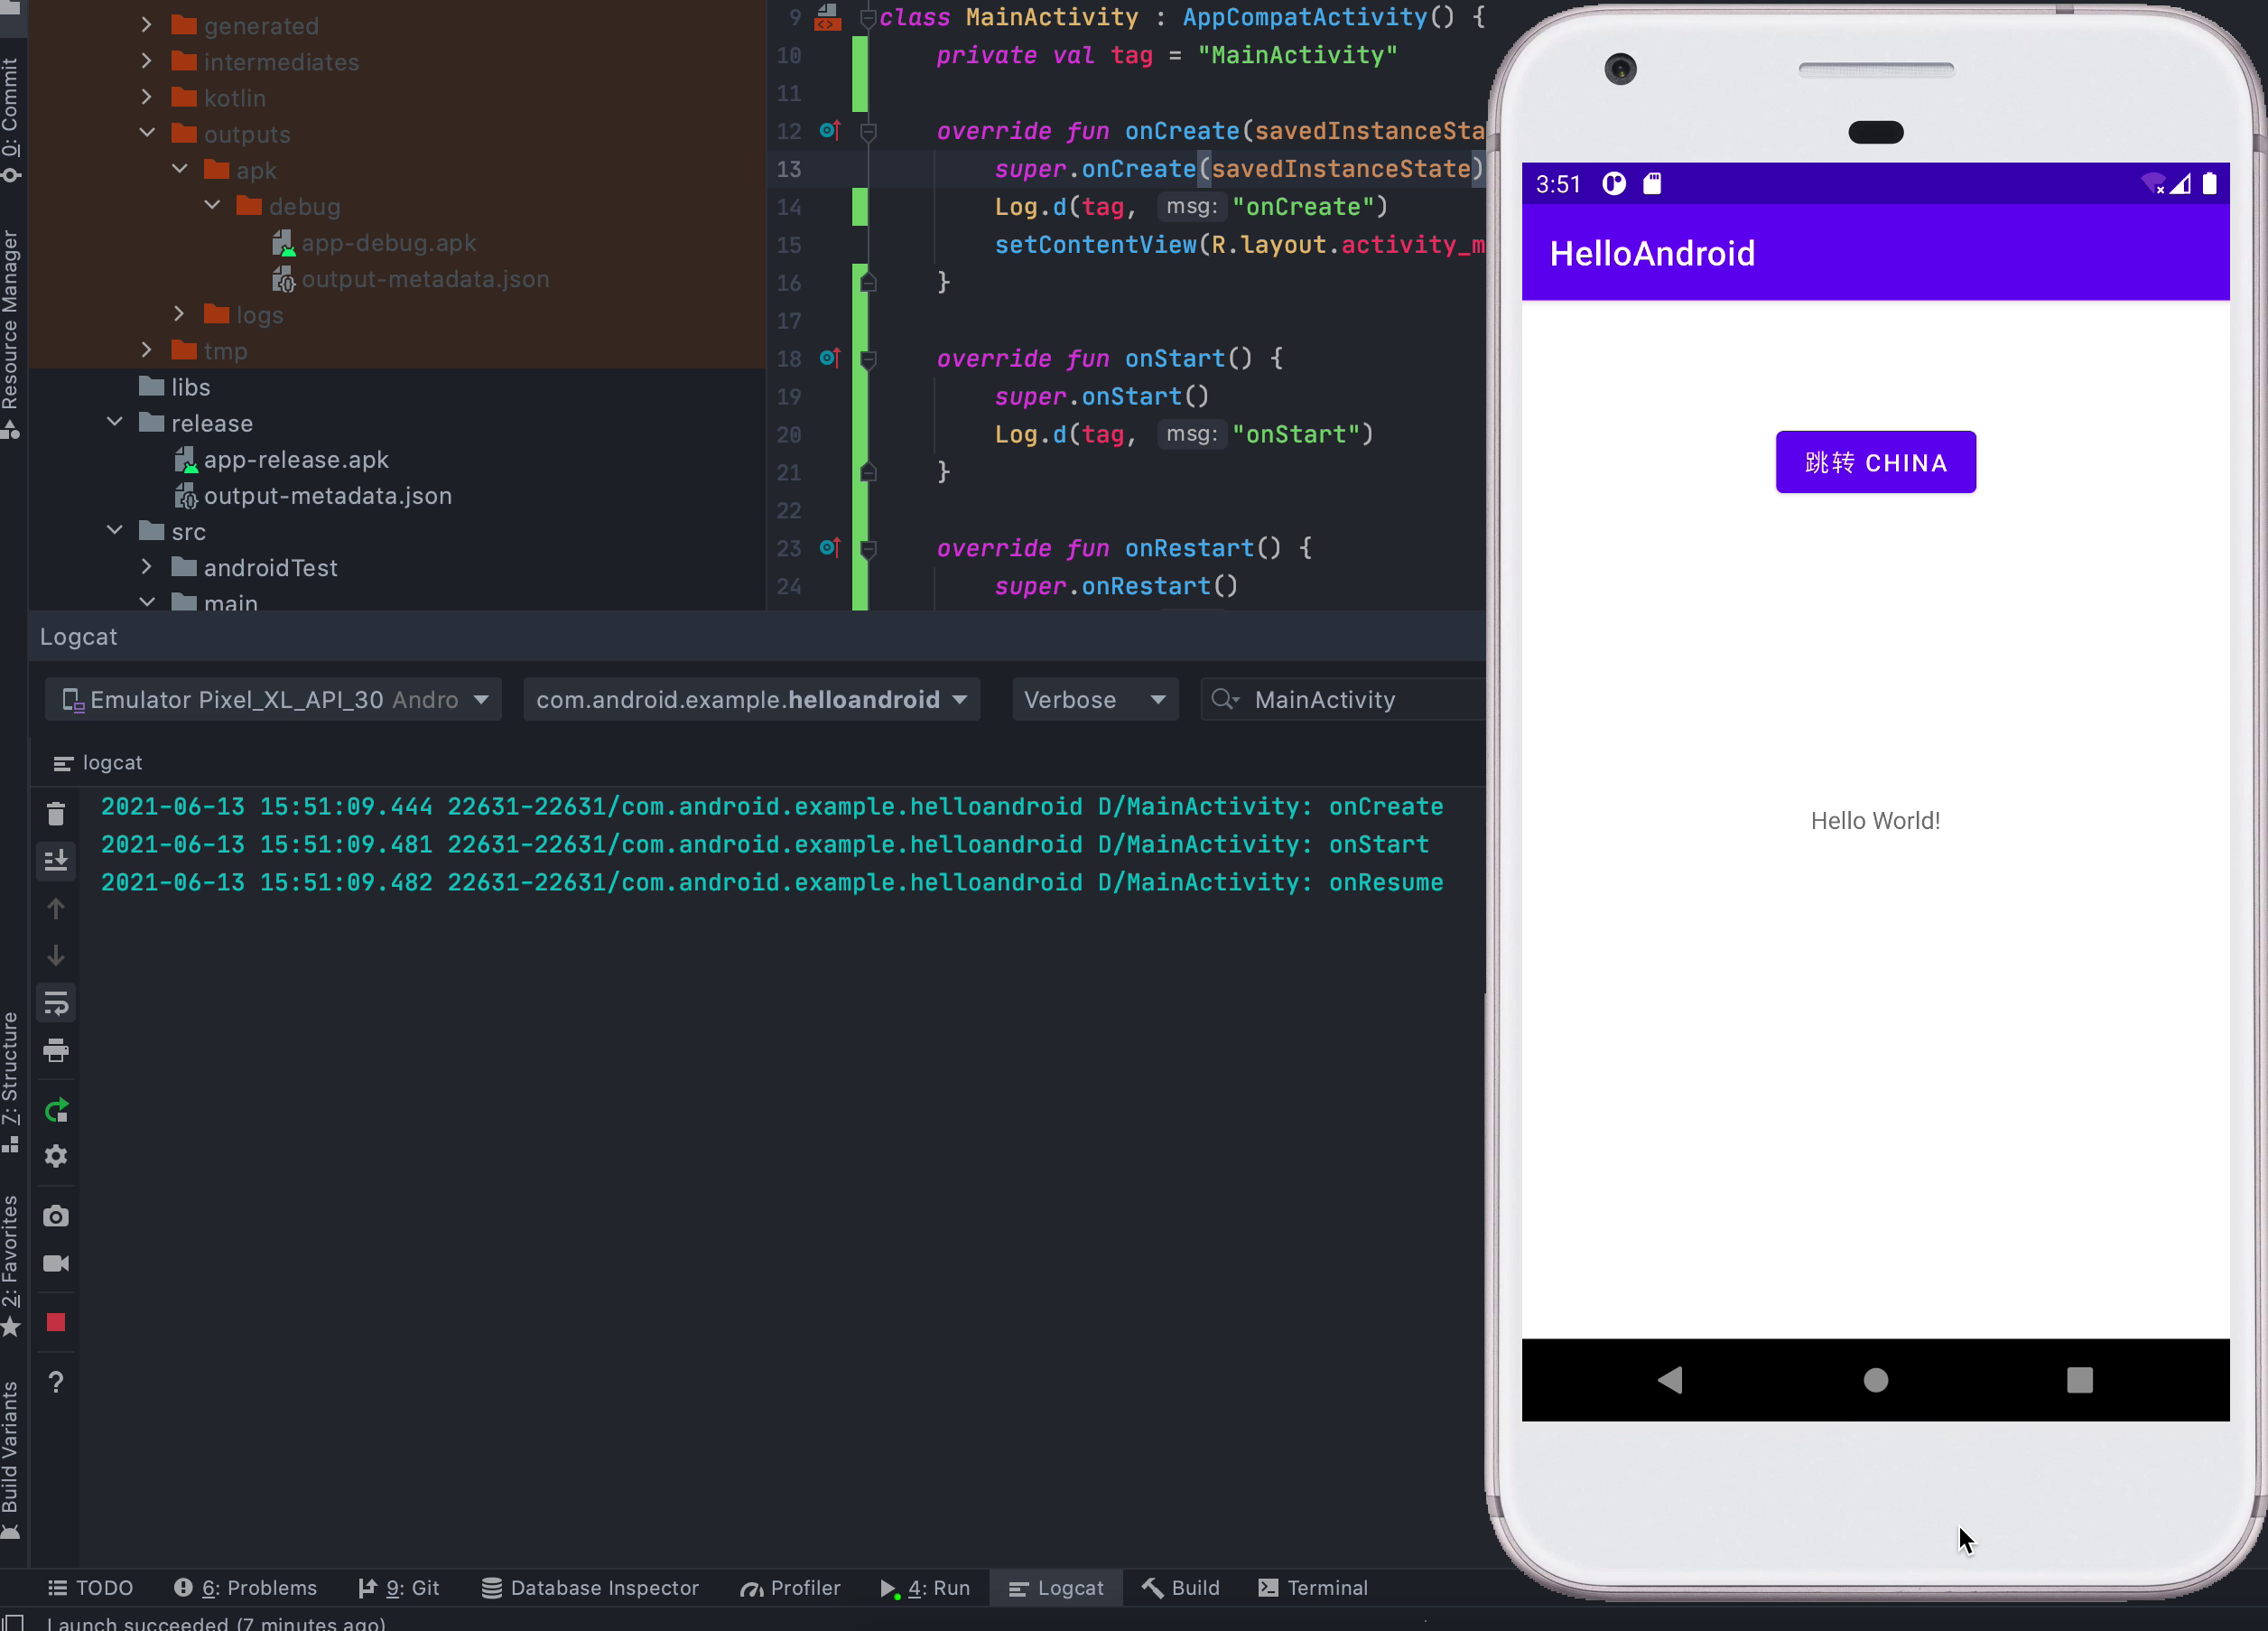 0: Commit
Resource Manager
7: Structure
2: Favorites
Build Variants
generated
intermediates
kotlin
outputs
apk
debug
app-debug.apk
output-metadata.json
logs
tmp
libs
release
app-release.apk
output-metadata.json
src
androidTest
main
9 class MainActivity : AppCompatActivity() {
10 private val tag = "MainActivity"
11
12 override fun onCreate(savedInstanceSta
13 super.onCreate(savedInstanceState)
14 Log.d(tag, msg: "onCreate")
15 setContentView(R.layout.activity_m
16 }
17
18 override fun onStart() {
19 super.onStart()
20 Log.d(tag, msg: "onStart")
21 }
22
23 override fun onRestart() {
24 super.onRestart()
Logcat
Emulator Pixel_XL_API_30 Andro com.android.example.helloandroid Verbose MainActivity
logcat
2021-06-13 15:51:09.444 22631-22631/com.android.example.helloandroid D/MainActivity: onCreate
2021-06-13 15:51:09.481 22631-22631/com.android.example.helloandroid D/MainActivity: onStart
2021-06-13 15:51:09.482 22631-22631/com.android.example.helloandroid D/MainActivity: onResume
?
TODO 6: Problems 9: Git Database Inspector Profiler 4: Run Logcat Build Terminal
Launch succeeded (7 minutes ago)
3:51
HelloAndroid
跳转 CHINA
Hello World!